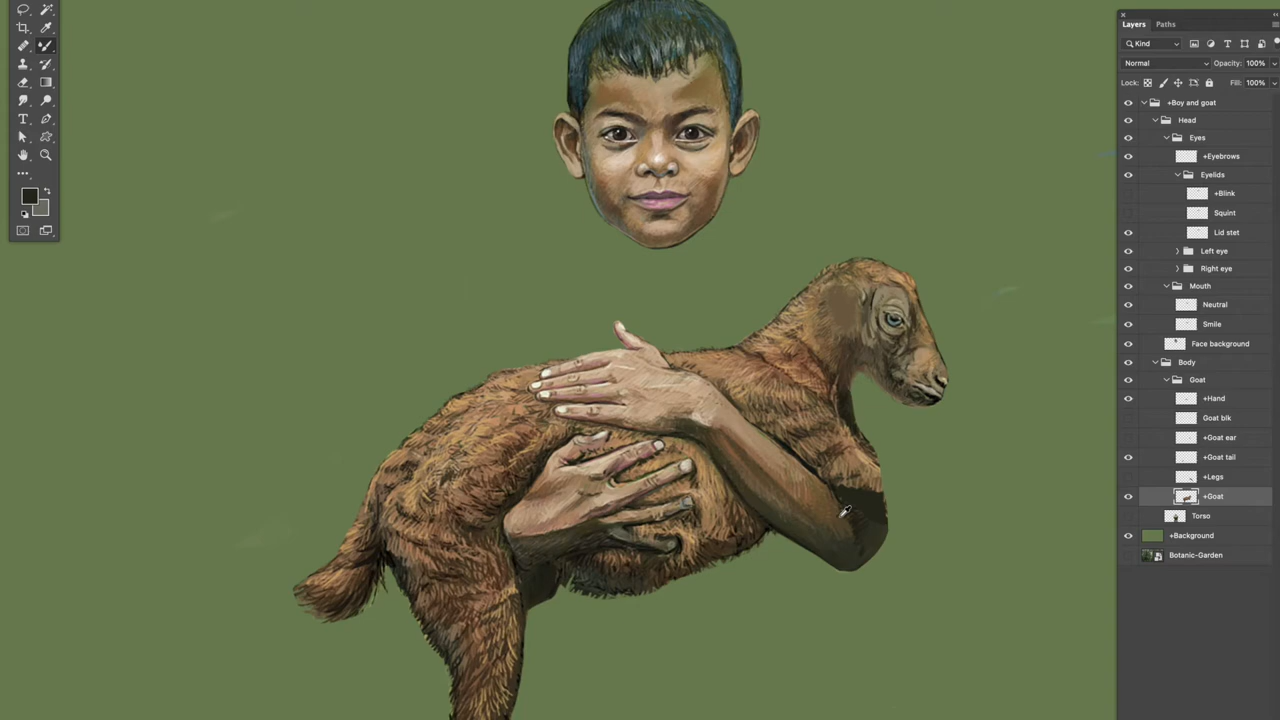 Layers Paths
Kind
Normal Opacity: 100%
Lock: Fill: 100%
+Boy and goat
Head
Eyes
+Eyebrows
Eyelids
+Blink
Squint
Lid stet
Left eye
Right eye
Mouth
Neutral
Smile
Face background
Body
Goat
+Hand
Goat blk
+Goat ear
+Goat tail
+Legs
+Goat
Torso
+Background
Botanic-Garden